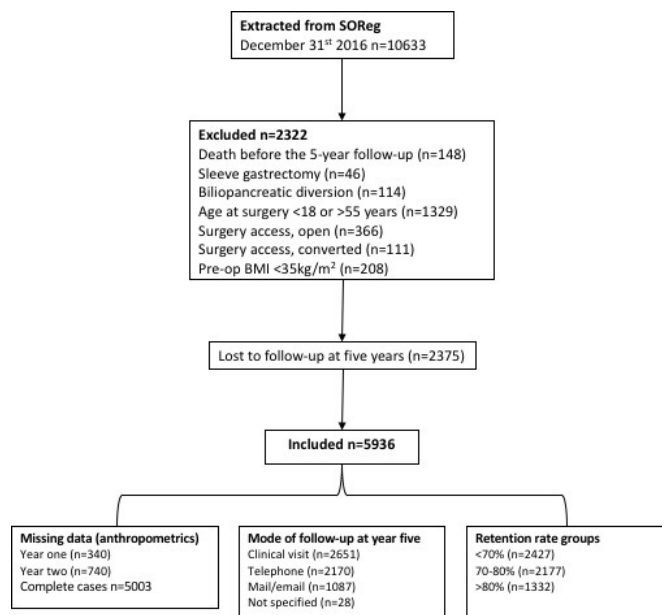 Extracted from SOReg
December 31st 2016 n=10633
Excluded n=2322
Death before the 5-year follow-up (n=148)
Sleeve gastrectomy (n=46)
Biliopancreatic diversion (n=114)
Age at surgery <18 or >55 years (n=1329)
Surgery access, open (n=366)
Surgery access, converted (n=111)
Pre-op BMI <35kg/m² (n=208)
Lost to follow-up at five years (n=2375)
Included n=5936
Missing data (anthropometrics)
Year one (n=340)
Year two (n=740)
Complete cases n=5003
Mode of follow-up at year five
Clinical visit (n=2651)
Telephone (n=2170)
Mail/email (n=1087)
Not specified (n=28)
Retention rate groups
<70% (n=2427)
70-80% (n=2177)
>80% (n=1332)